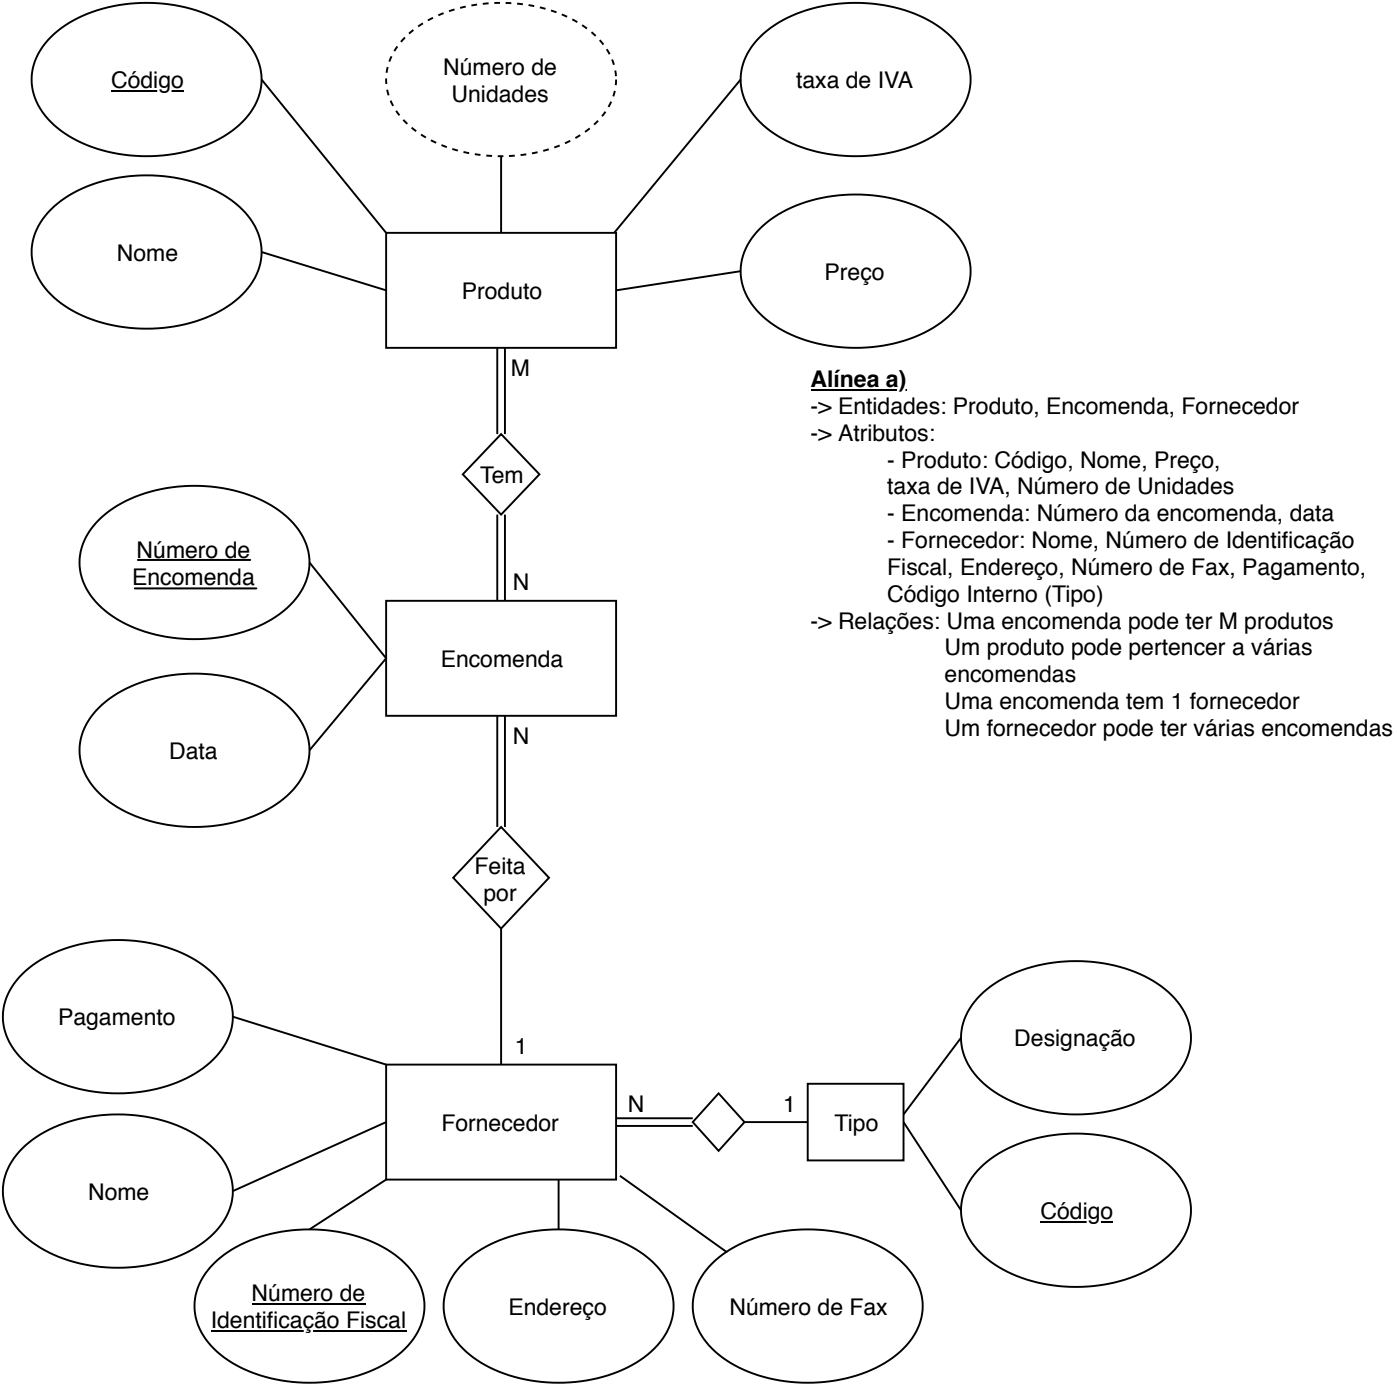 Código
Número de
Unidades
taxa de IVA
Nome
Produto
Preço
M
Alínea a)
-> Entidades: Produto, Encomenda, Fornecedor
-> Atributos:
- Produto: Código, Nome, Preço,
taxa de IVA, Número de Unidades
- Encomenda: Número da encomenda, data
- Fornecedor: Nome, Número de Identificação
Fiscal, Endereço, Número de Fax, Pagamento,
Código Interno (Tipo)
-> Relações: Uma encomenda pode ter M produtos
Um produto pode pertencer a várias
encomendas
Uma encomenda tem 1 fornecedor
Um fornecedor pode ter várias encomendas
Tem
Número de
Encomenda
N
Encomenda
N
Data
Feita
por
Pagamento
1
Designação
Fornecedor
N
1
Tipo
Nome
Código
Número de
Identificação Fiscal
Endereço
Número de Fax